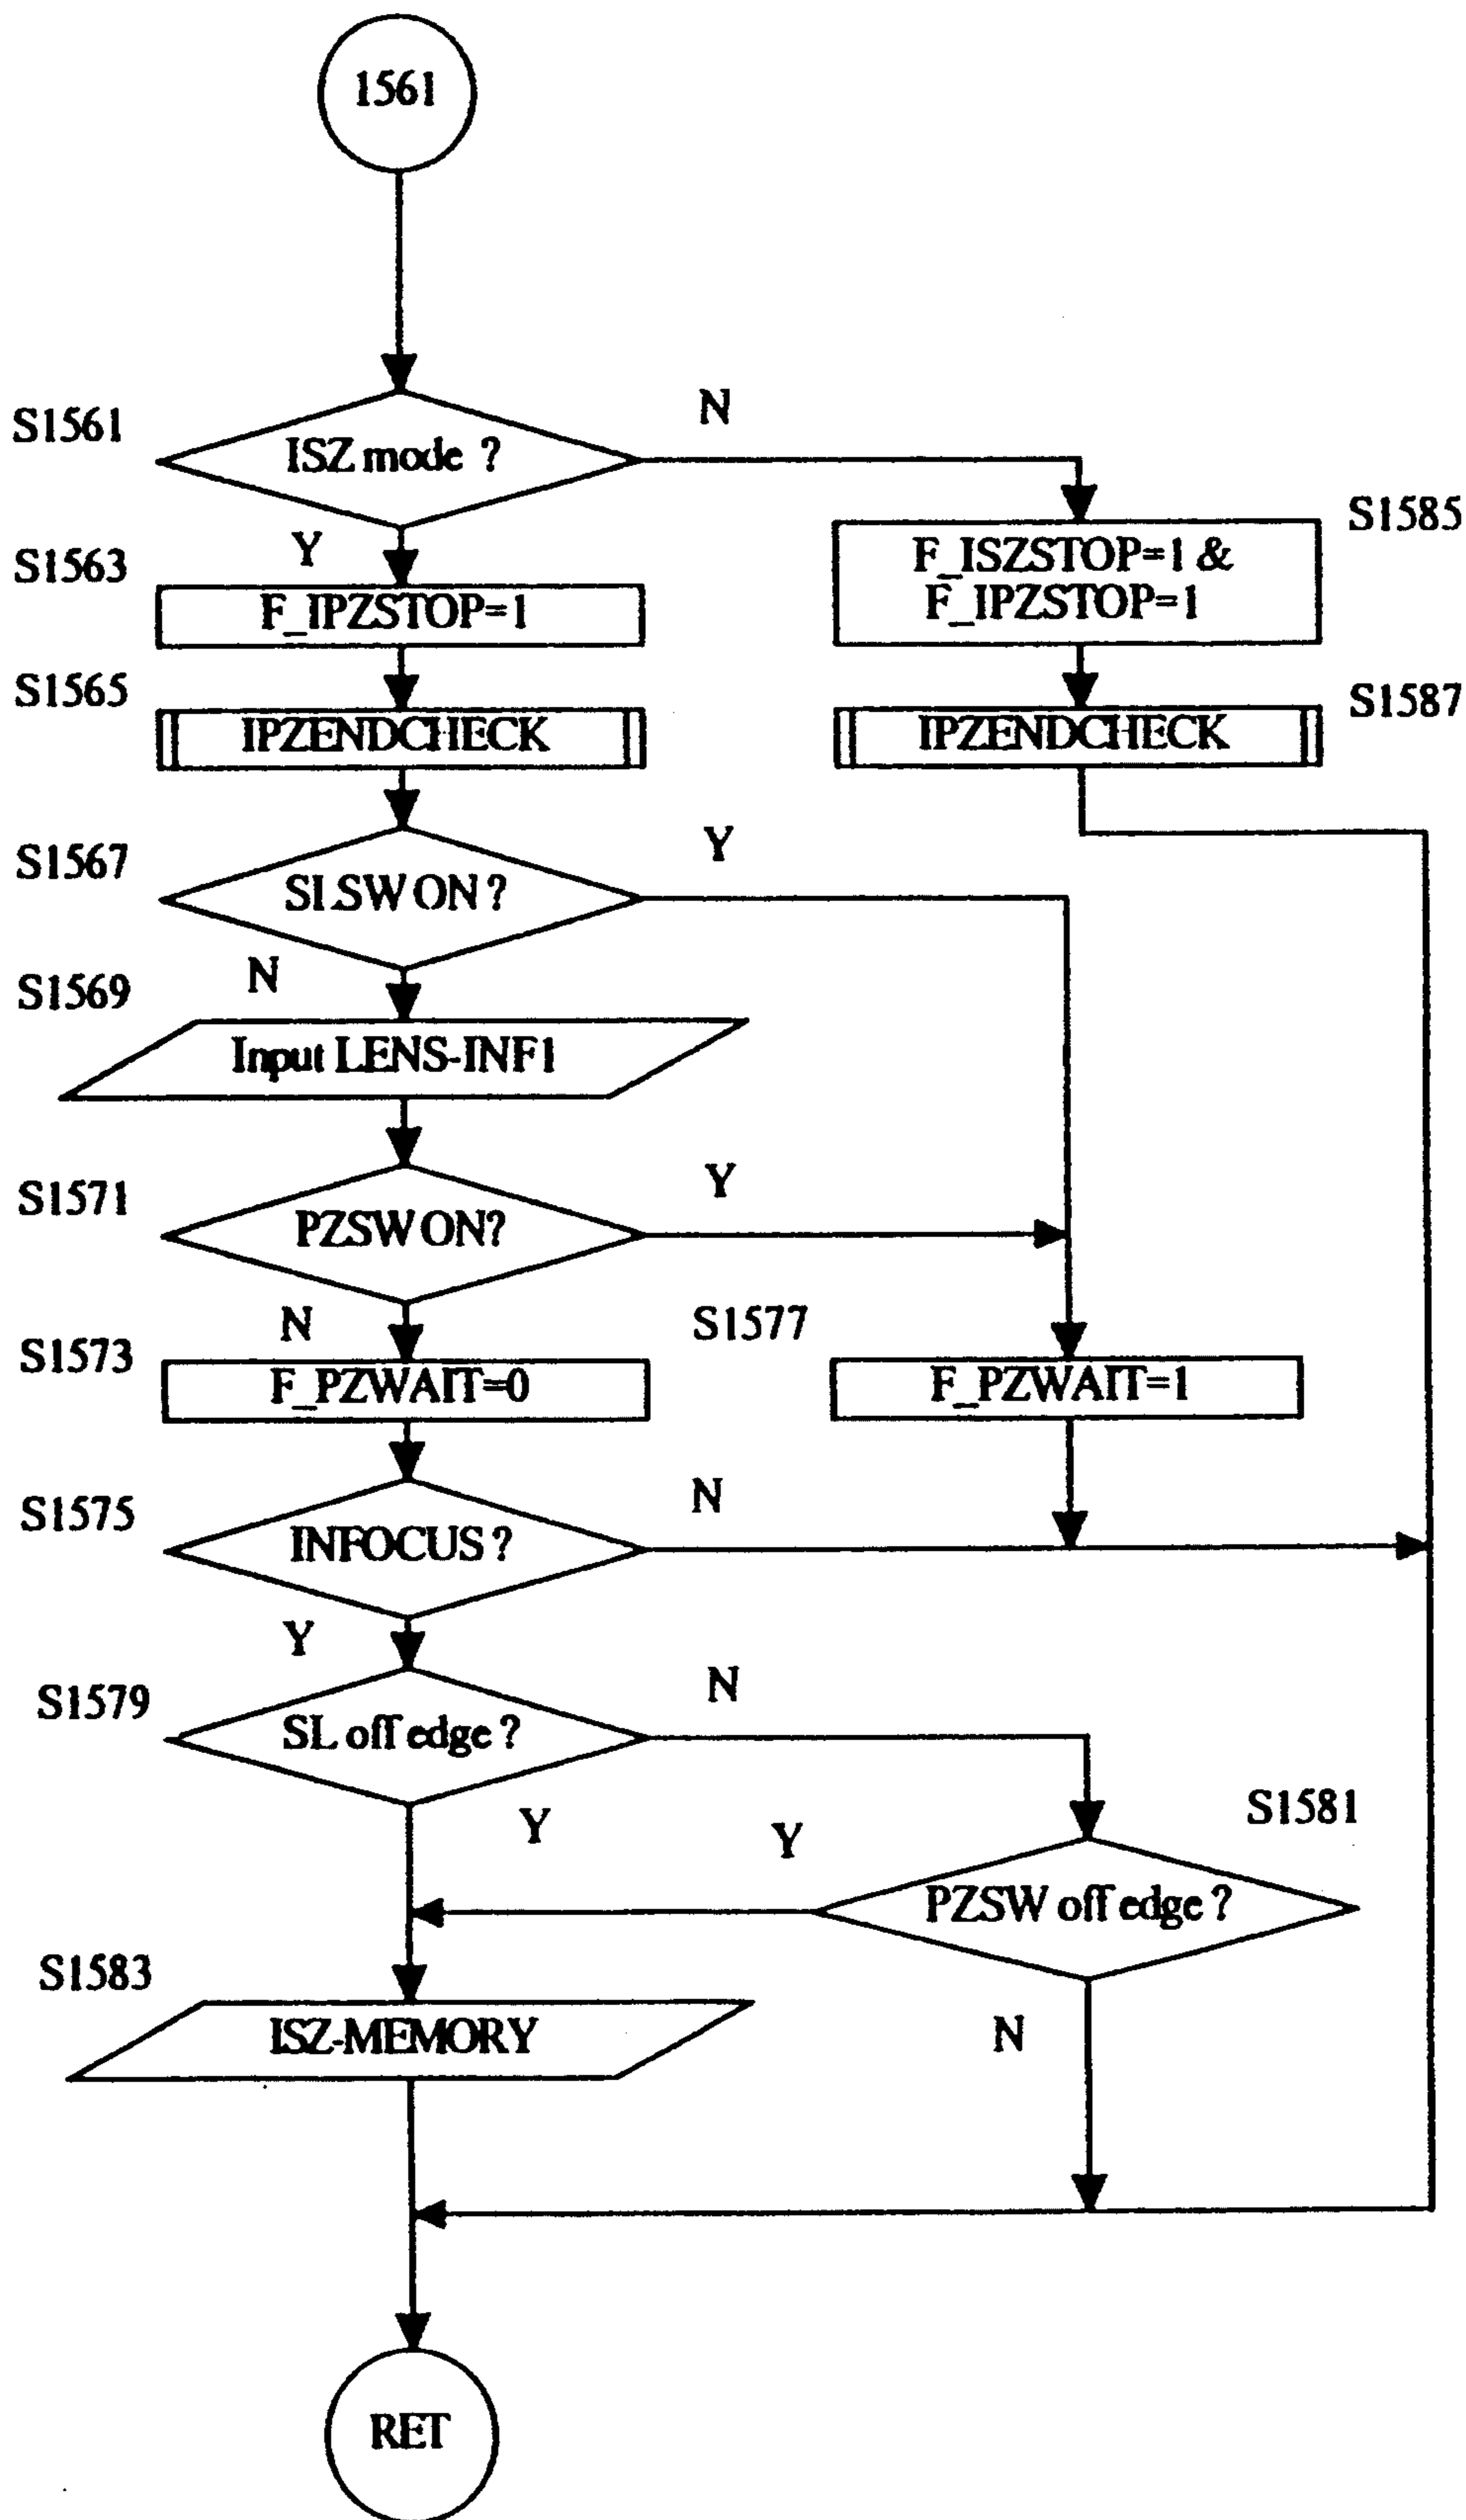 1561
S1561
ISZ mode ?
N
Y
S1563
F_IPZSTOP=1
S1585
F_ISZSTOP=1 &
F_IPZSTOP=1
S1565
IPZENDCHECK
S1587
IPZENDCHECK
S1567
SLSW ON ?
Y
N
S1569
Input LENS-INF1
S1571
PZSW ON?
Y
N
S1573
F_PZWAIT=0
S1577
F_PZWAIT=1
S1575
INFOCUS ?
N
Y
S1579
SL off edge ?
N
Y
S1581
PZSW off edge ?
Y
N
S1583
ISZ-MEMORY
RET